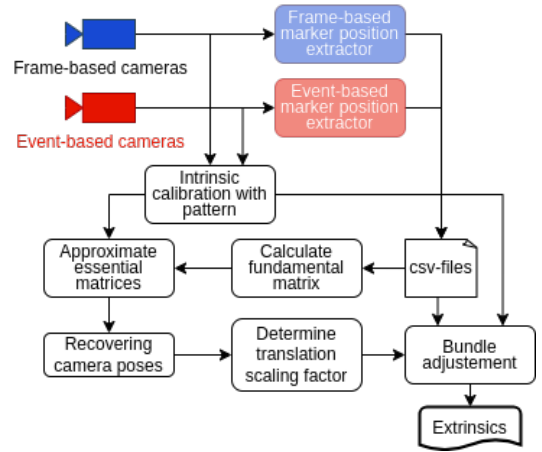 Frame-based
marker position
extractor
Frame-based cameras
Event-based
marker position
extractor
Event-based cameras
Intrinsic
calibration with
pattern
Approximate
essential
matrices
Calculate
fundamental
matrix
csv-files
Recovering
camera poses
Determine
translation
scaling factor
Bundle
adjustement
Extrinsics